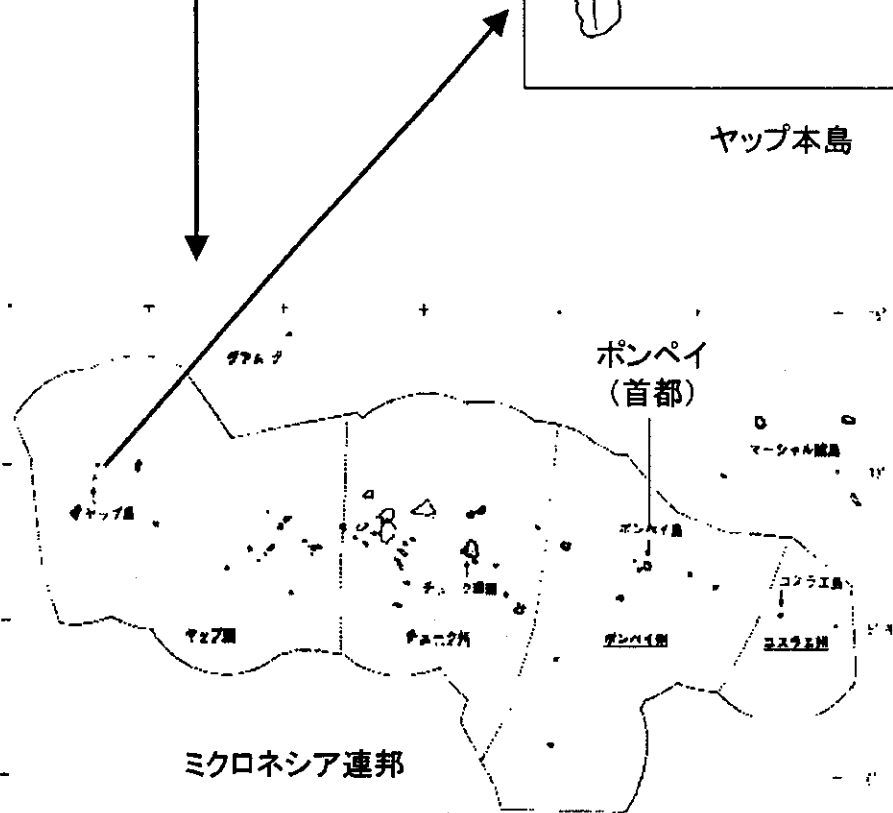 ヤップ本島
ポンペイ
(首都)
マーシャル諸島
ヤップ島
ポンペイ島
コスラエ島
ヤップ州
チューク州
ポンペイ州
コスラエ州
ミクロネシア連邦